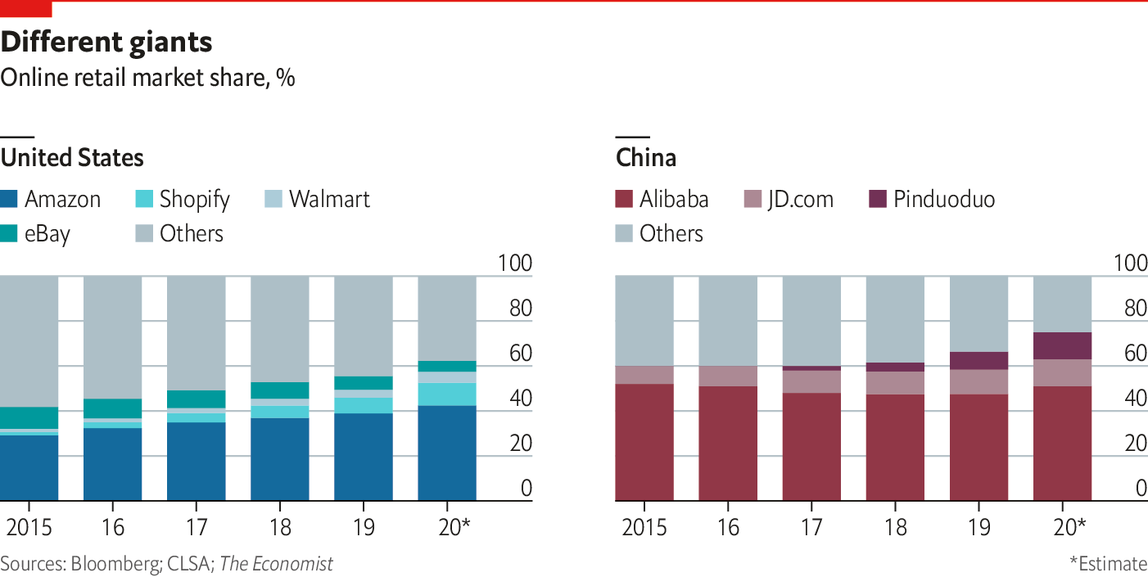 Different giants
Online retail market share, %
United States
Amazon Shopify Walmart
eBay Others
100
80
60
40
20
0
2015 16 17 18 19 20*
China
Alibaba JD.com Pinduoduo
Others
100
80
60
40
20
0
2015 16 17 18 19 20*
Sources: Bloomberg; CLSA; The Economist
*Estimate